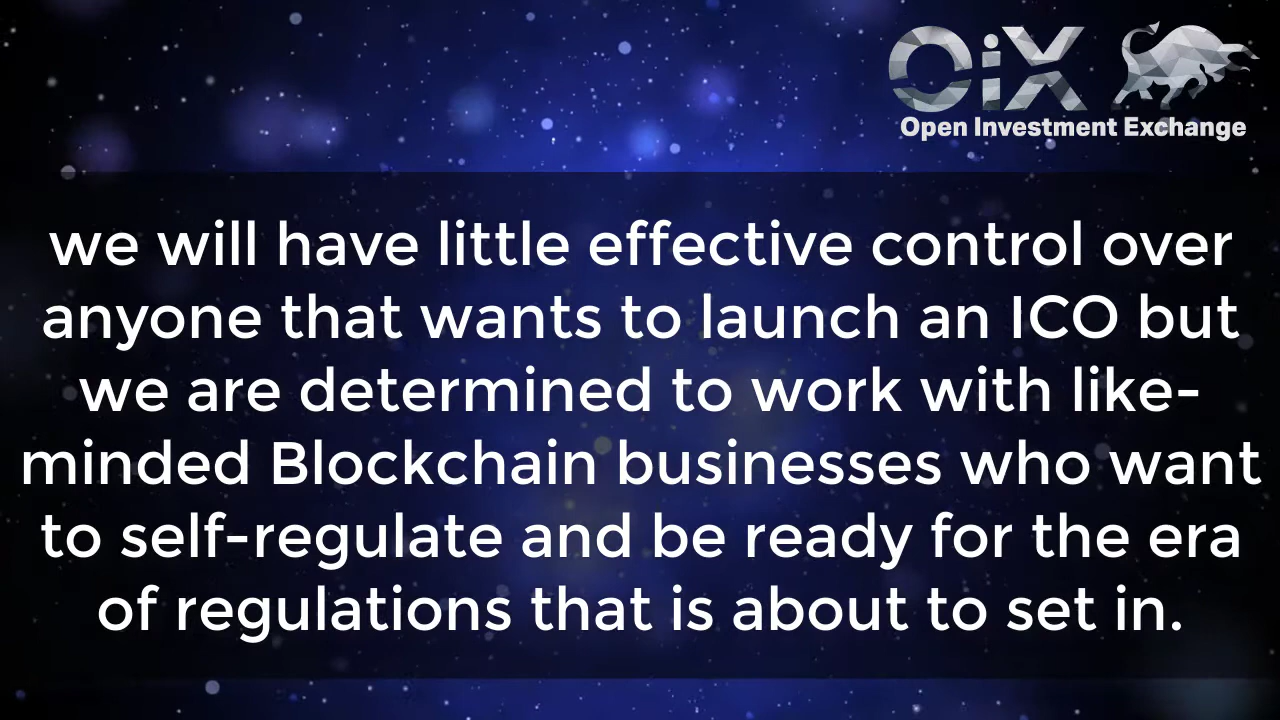 OiX
Open Investment Exchange
we will have little effective control over
anyone that wants to launch an ICO but
we are determined to work with like-
minded Blockchain businesses who want
to self-regulate and be ready for the era
of regulations that is about to set in.